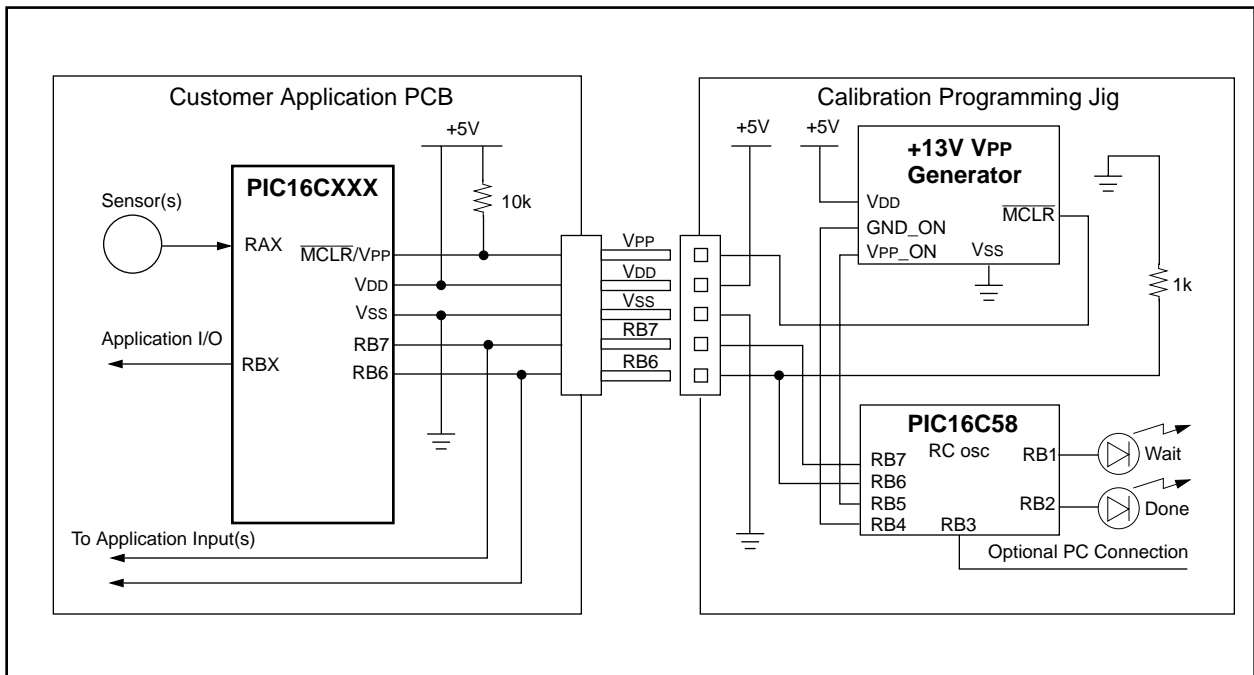 Customer Application PCB
+5V
PIC16CXXX
10k
Sensor(s)
RAX
MCLR/VPP
VDD
VSS
Application I/O
RB7
RBX
RB6
To Application Input(s)
VPP
VDD
VSS
RB7
RB6
Calibration Programming Jig
+5V
+5V
+13V VPP
Generator
VDD
MCLR
GND_ON
VPP_ON
VSS
1k
PIC16C58
RC osc
RB7
RB6
RB5
RB4
RB3
RB1
Wait
RB2
Done
Optional PC Connection